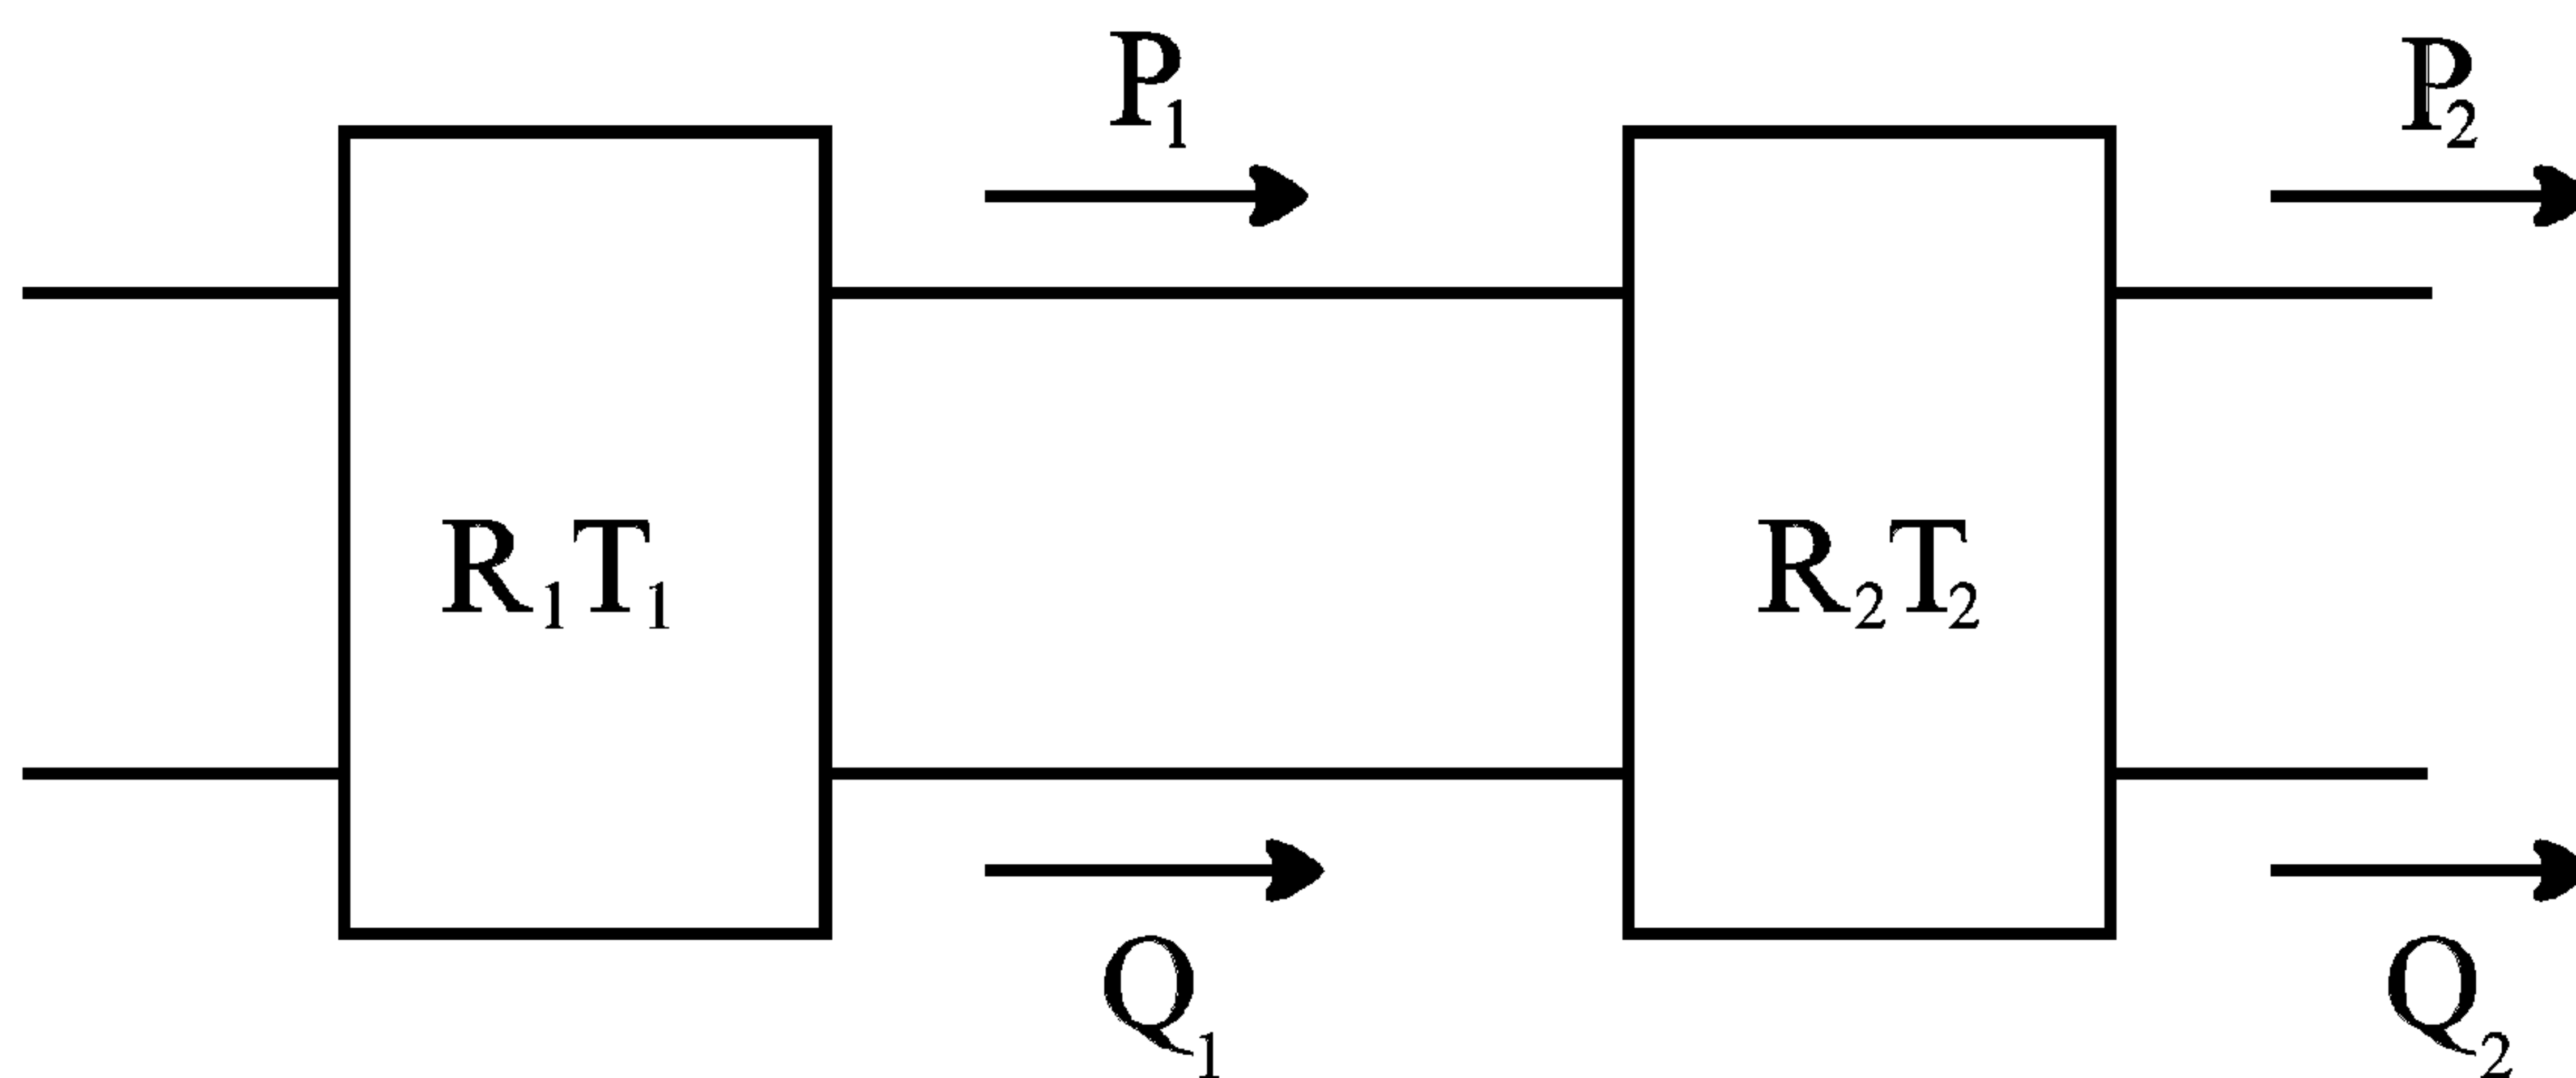 P₁
P₂
R₁T₁
R₂T₂
Q₁
Q₂